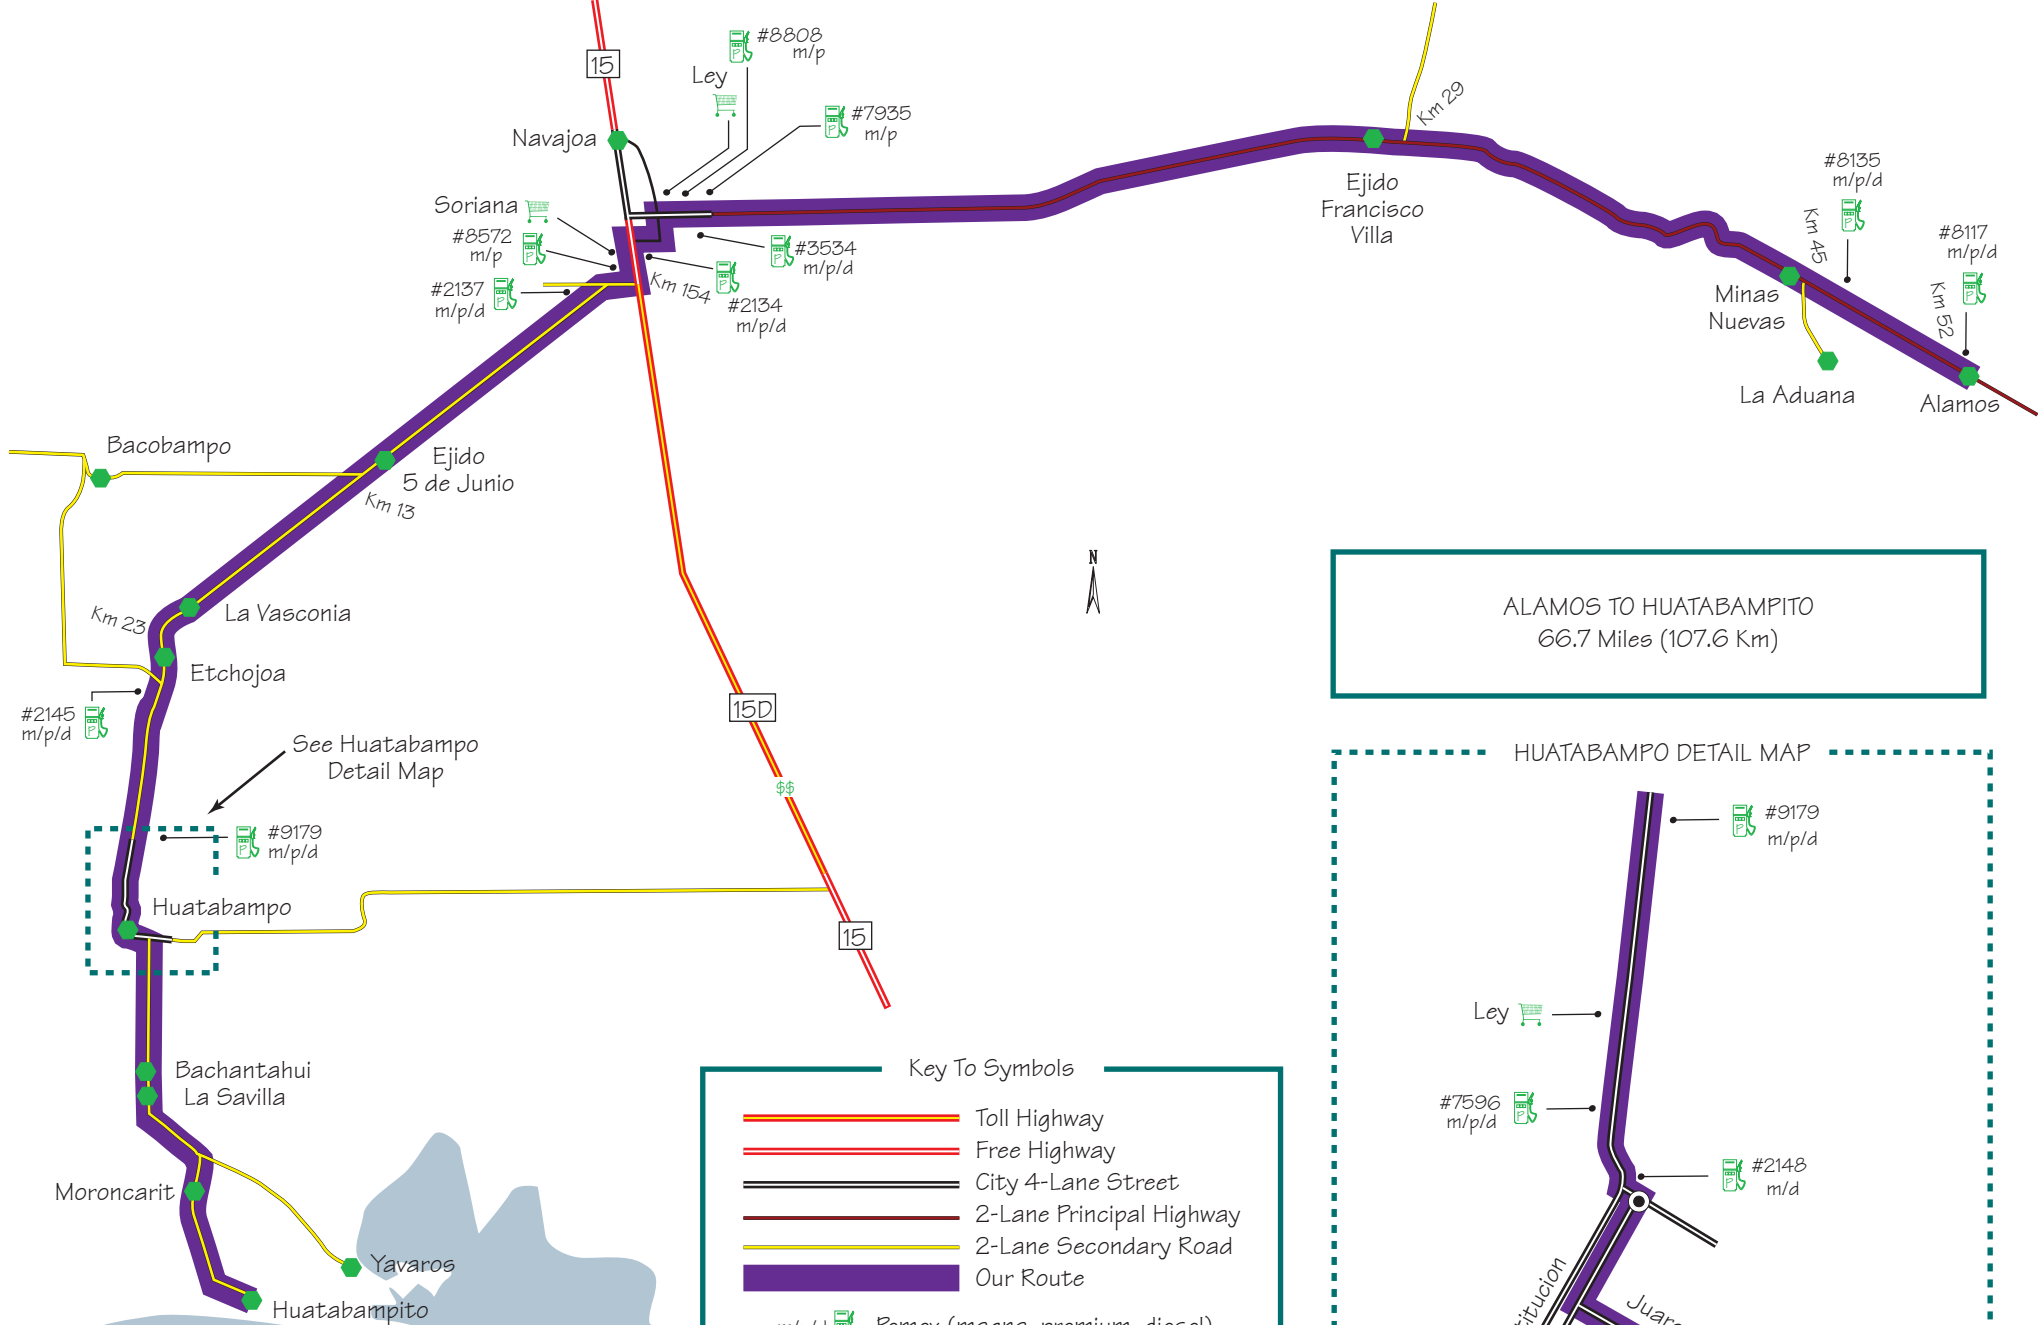 15
#8808
m/p
Ley
#7935
m/p
Navajoa
Km 29
Soriana
#8572
m/p
#2137
m/p/d
Km 154
#3534
m/p/d
#2134
m/p/d
Ejido
Francisco
Villa
#8135
m/p/d
Km 45
#8117
m/p/d
Km 52
Minas
Nuevas
La Aduana
Alamos
Bacobampo
Ejido
5 de Junio
Km 13
La Vasconia
Km 23
Etchojoa
#2145
m/p/d
See Huatabampo
Detail Map
#9179
m/p/d
Huatabampo
N
15D
$$
15
ALAMOS TO HUATABAMPITO
66.7 Miles (107.6 Km)
Bachantahui
La Savilla
Moroncarit
Yavaros
Huatabampito
Key To Symbols
Toll Highway
Free Highway
City 4-Lane Street
2-Lane Principal Highway
2-Lane Secondary Road
Our Route
m/p/d Pemex (magna, premium, diesel)
HUATABAMPO DETAIL MAP
#9179
m/p/d
Ley
#7596
m/p/d
#2148
m/d